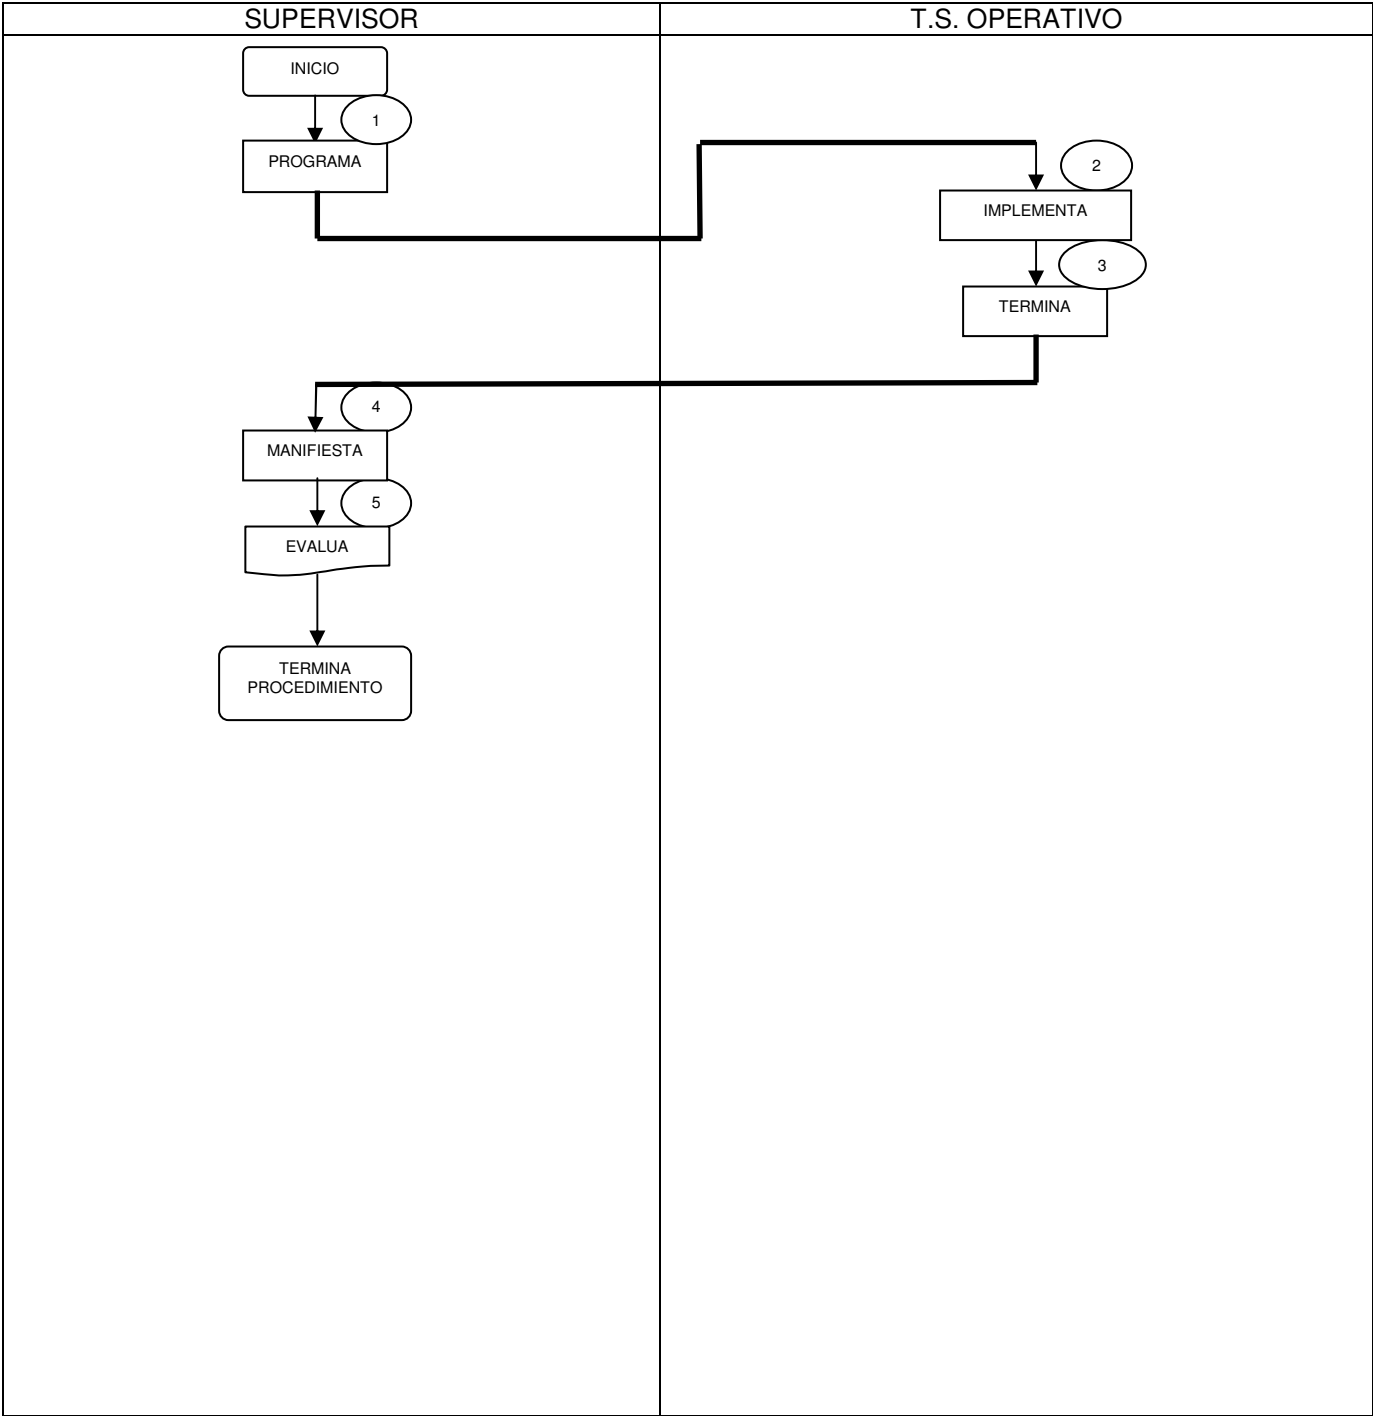 SUPERVISOR
T.S. OPERATIVO
INICIO
1
PROGRAMA
2
IMPLEMENTA
3
TERMINA
4
MANIFIESTA
5
EVALUA
TERMINA
PROCEDIMIENTO